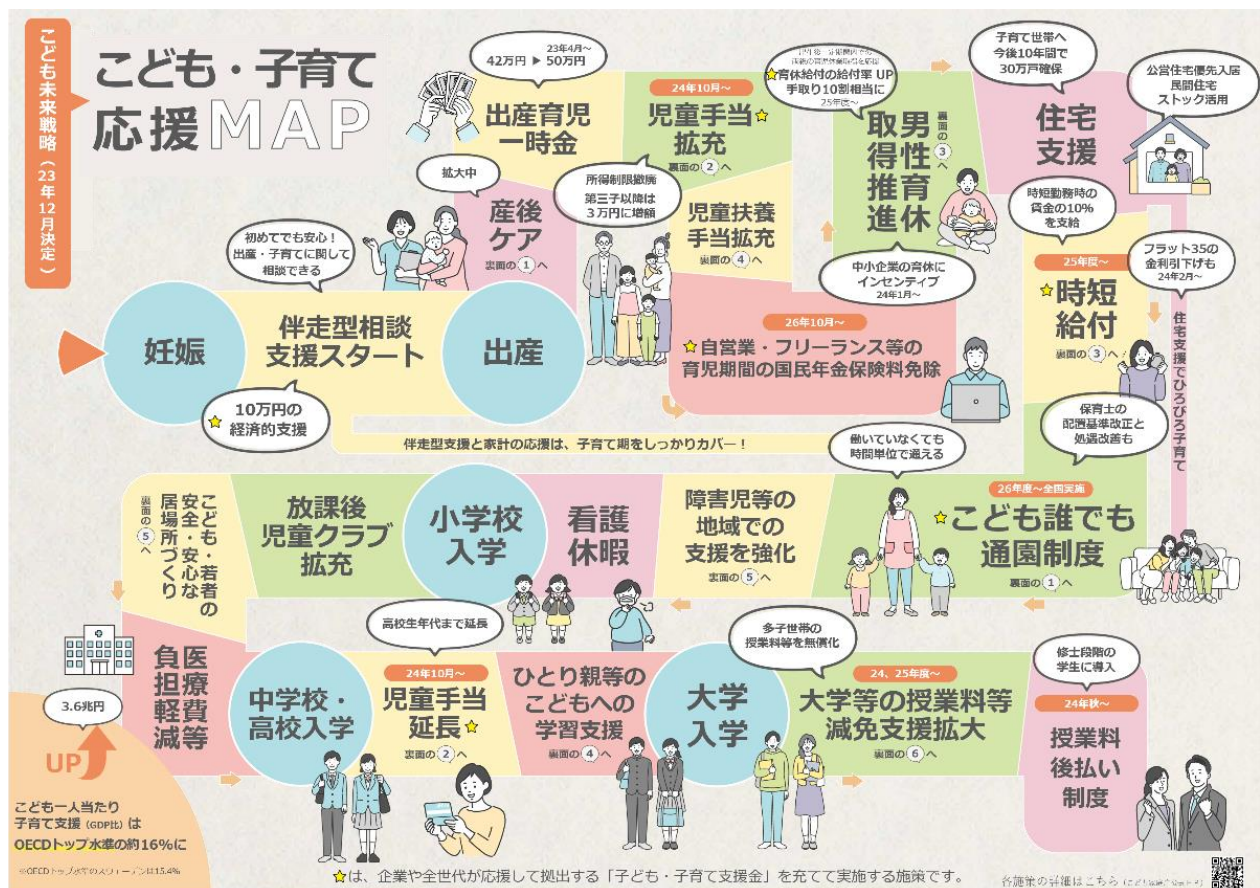 こども未来戦略(23年12月決定)
こども・子育て
応援MAP
23年4月～
42万円 ▶ 50万円
出産育児
一時金
24年10月～
児童手当☆
拡充
裏面の②へ
所得制限撤廃
第三子以降は
3万円に増額
児童扶養
手当拡充
裏面の④へ
☆育休給付の給付率 UP
手取り10割相当に
25年度～
男性育休
取得推進
裏面の③へ
中小企業の育休に
インセンティブ
24年1月～
子育て世帯へ
今後10年間で
30万戸確保
住宅
支援
公営住宅優先入居
民間住宅
ストック活用
フラット35の
金利引下げも
24年2月～
住宅支援でひろびろ子育て
時短勤務時の
賃金の10%
を支給
25年度～
☆時短
給付
裏面の③へ
拡大中
産後
ケア
裏面の①へ
初めてでも安心!
出産・子育てに関して
相談できる
妊娠
伴走型相談
支援スタート
出産
☆10万円の
経済的支援
26年10月～
☆自営業・フリーランス等の
育児期間の国民年金保険料免除
伴走型支援と家計の応援は、子育て期をしっかりカバー!
働いていなくても
時間単位で通える
保育士の
配置基準改正と
処遇改善も
26年度～全国実施
☆こども誰でも
通園制度
裏面の①へ
障害児等の
地域での
支援を強化
裏面の⑤へ
看護
休暇
小学校
入学
放課後
児童クラブ
拡充
こども・若者の
安全・安心な
居場所づくり
裏面の⑤へ
医療費等
負担軽減
中学校・
高校入学
高校生年代まで延長
24年10月～
児童手当
延長☆
裏面の②へ
ひとり親等の
こどもへの
学習支援
裏面の④へ
大学
入学
多子世帯の
授業料等を無償化
24、25年度～
大学等の授業料等
減免支援拡大
裏面の⑥へ
修士段階の
学生に導入
24年秋～
授業料
後払い
制度
3.6兆円
UP
こども一人当たり
子育て支援(GDP比)は
OECDトップ水準の約16%に
※OECDトップ水準のスウェーデンは15.4%
☆は、企業や全世代が応援して拠出する「子ども・子育て支援金」を充てて実施する施策です。
各施策の詳細はこちら